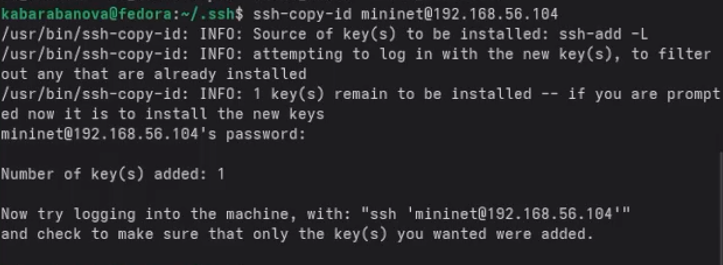 kabarabanova@fedora:~/.ssh$ ssh-copy-id mininet@192.168.56.104
/usr/bin/ssh-copy-id: INFO: Source of key(s) to be installed: ssh-add -L
/usr/bin/ssh-copy-id: INFO: attempting to log in with the new key(s), to filter
out any that are already installed
/usr/bin/ssh-copy-id: INFO: 1 key(s) remain to be installed -- if you are prompt
ed now it is to install the new keys
mininet@192.168.56.104's password:
Number of key(s) added: 1
Now try logging into the machine, with: "ssh 'mininet@192.168.56.104'"
and check to make sure that only the key(s) you wanted were added.